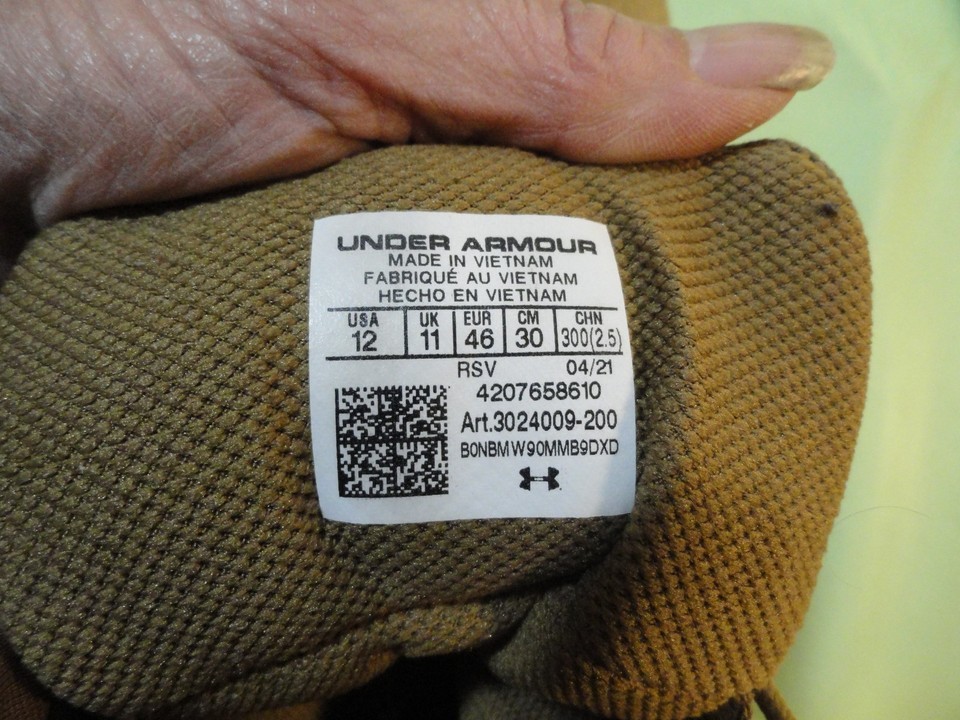 UNDER ARMOUR
MADE IN VIETNAM
FABRIQUÉ AU VIETNAM
HECHO EN VIETNAM
USA UK EUR CM CHN
12 11 46 30 300(2.5)
RSV 04/21
4207658610
Art.3024009-200
B0NBMW90MMB9DXD